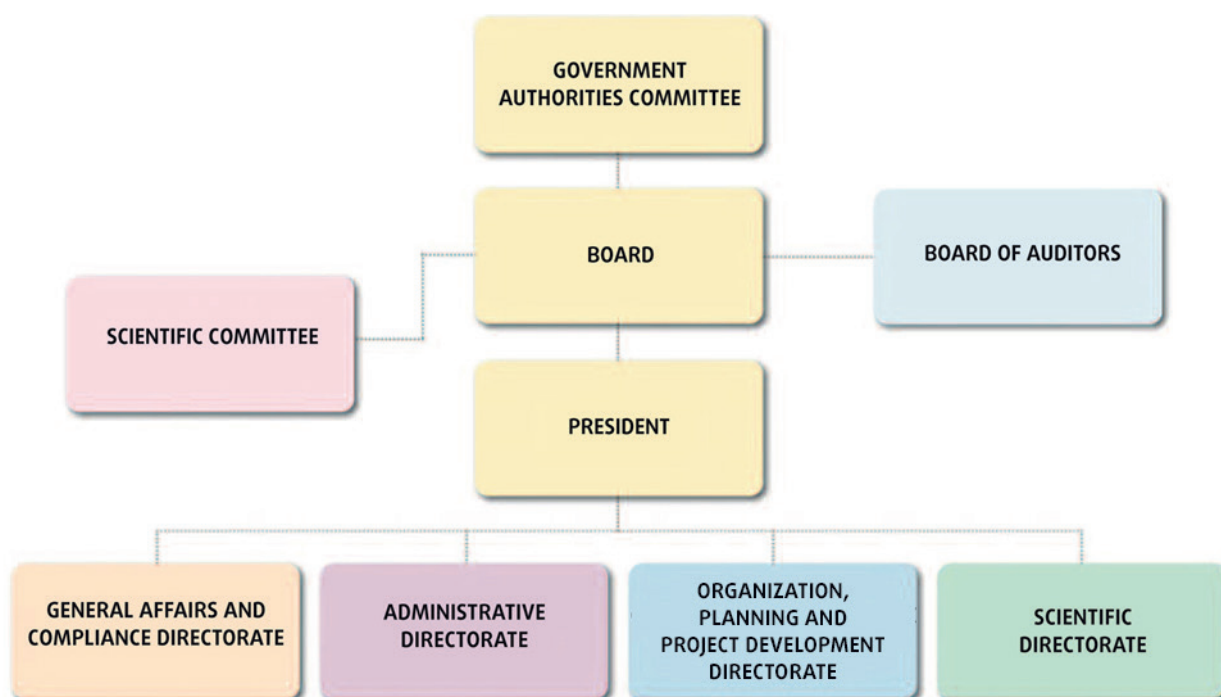 GOVERNMENT
AUTHORITIES COMMITTEE
BOARD
BOARD OF AUDITORS
SCIENTIFIC COMMITTEE
PRESIDENT
GENERAL AFFAIRS AND
COMPLIANCE DIRECTORATE
ADMINISTRATIVE
DIRECTORATE
ORGANIZATION,
PLANNING AND
PROJECT DEVELOPMENT
DIRECTORATE
SCIENTIFIC
DIRECTORATE